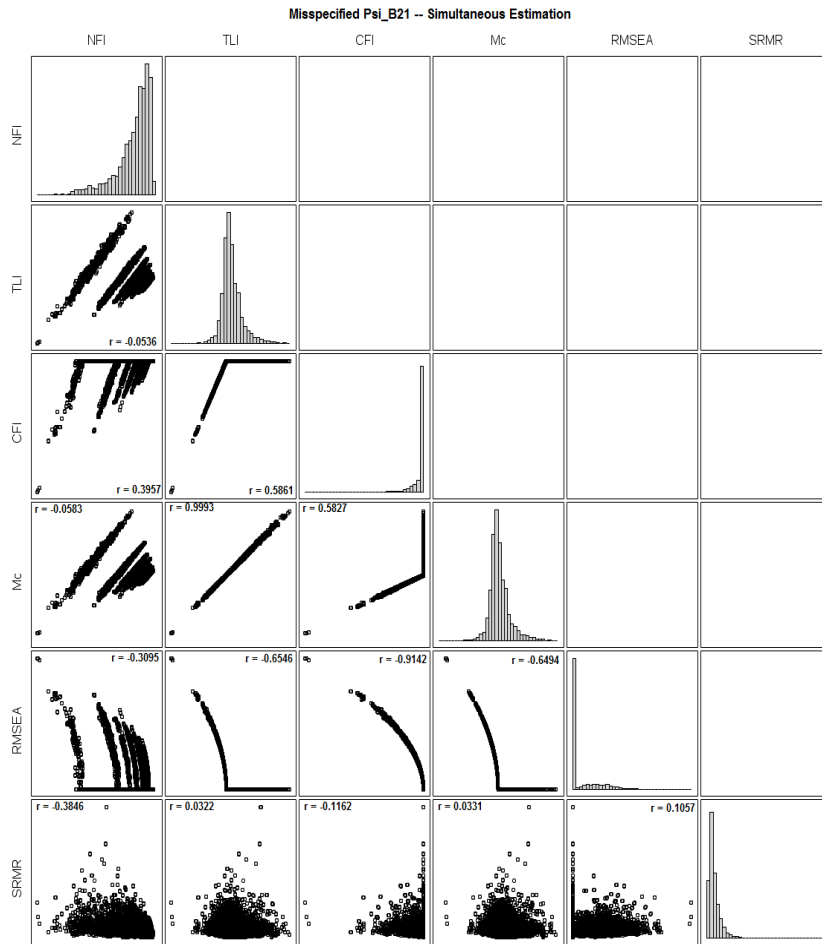 Misspecified Psi_B21 -- Simultaneous Estimation
NFI TLI CFI Mc RMSEA SRMR
NFI
TLI
r = -0.0536
CFI
r = 0.3957
r = 0.5861
Mc
r = -0.0583
r = 0.9993
r = 0.5827
RMSEA
r = -0.3095
r = -0.6546
r = -0.9142
r = -0.6494
SRMR
r = -0.3846
r = 0.0322
r = -0.1162
r = 0.0331
r = 0.1057